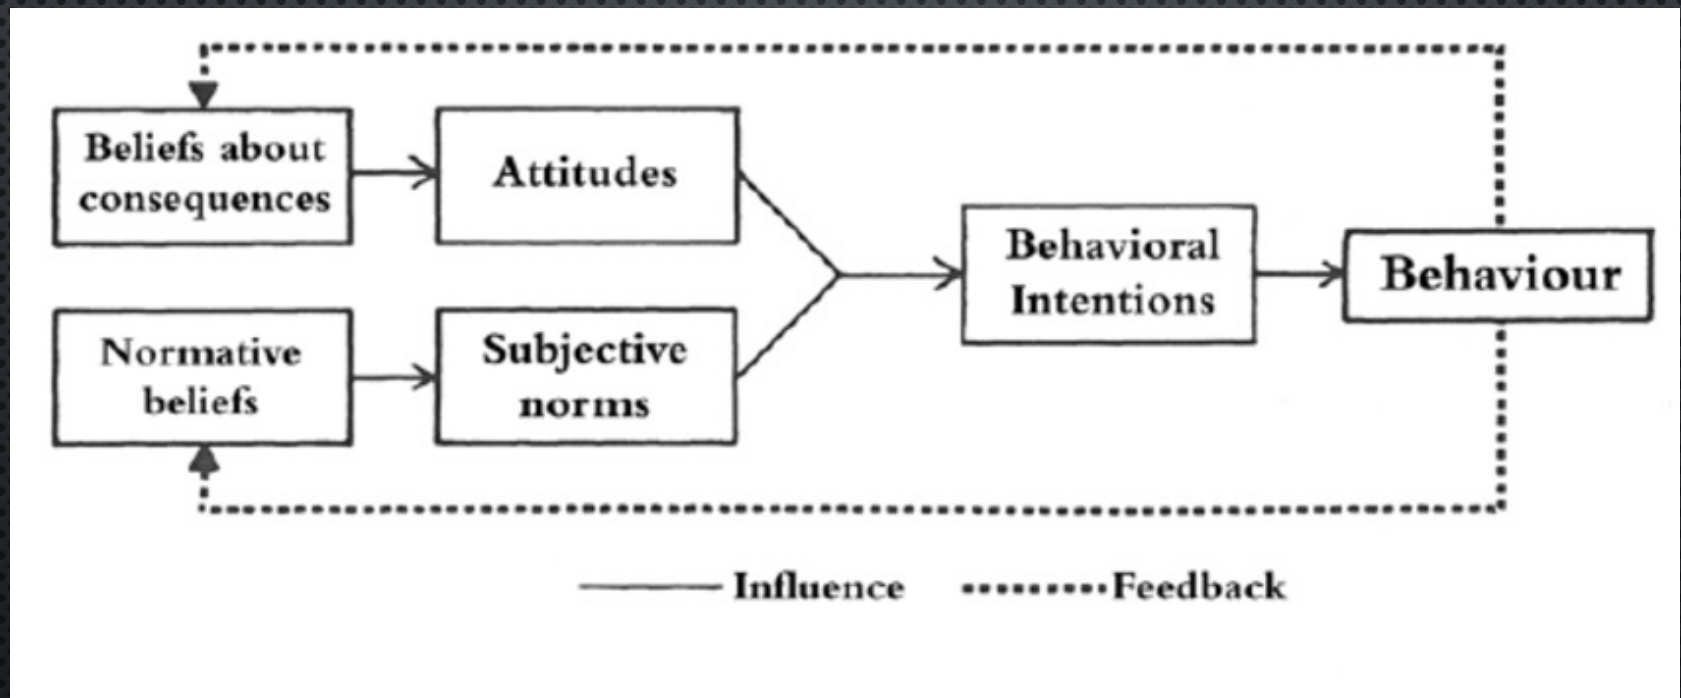 Beliefs about
consequences
Attitudes
Normative
beliefs
Subjective
norms
Behavioral
Intentions
Behaviour
Influence
Feedback